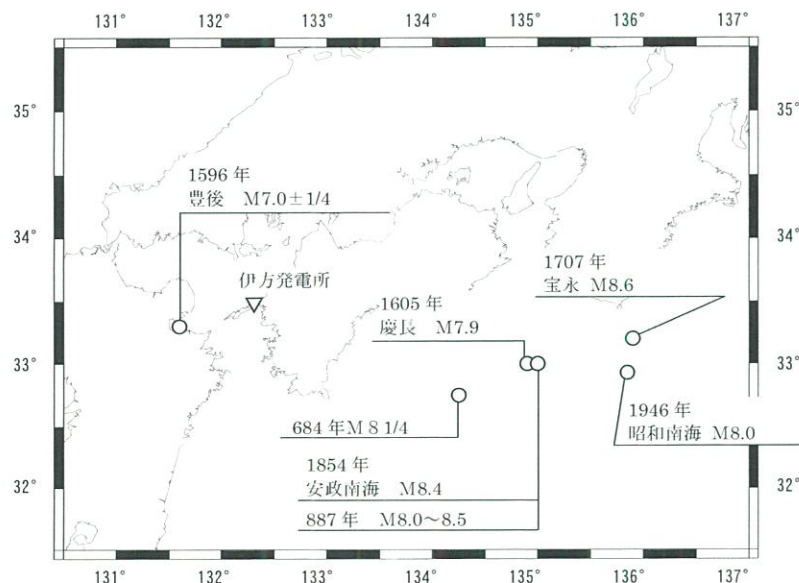 131° 132° 133° 134° 135° 136° 137°
35° 35°
1596 年
豊後 M7.0±1/4
34° 34°
伊方発電所
1707 年
宝永 M8.6
1605 年
慶長 M7.9
33° 33°
684 年M 8 1/4
1946 年
昭和南海 M8.0
1854 年
安政南海 M8.4
32° 32°
887 年 M8.0～8.5
131° 132° 133° 134° 135° 136° 137°